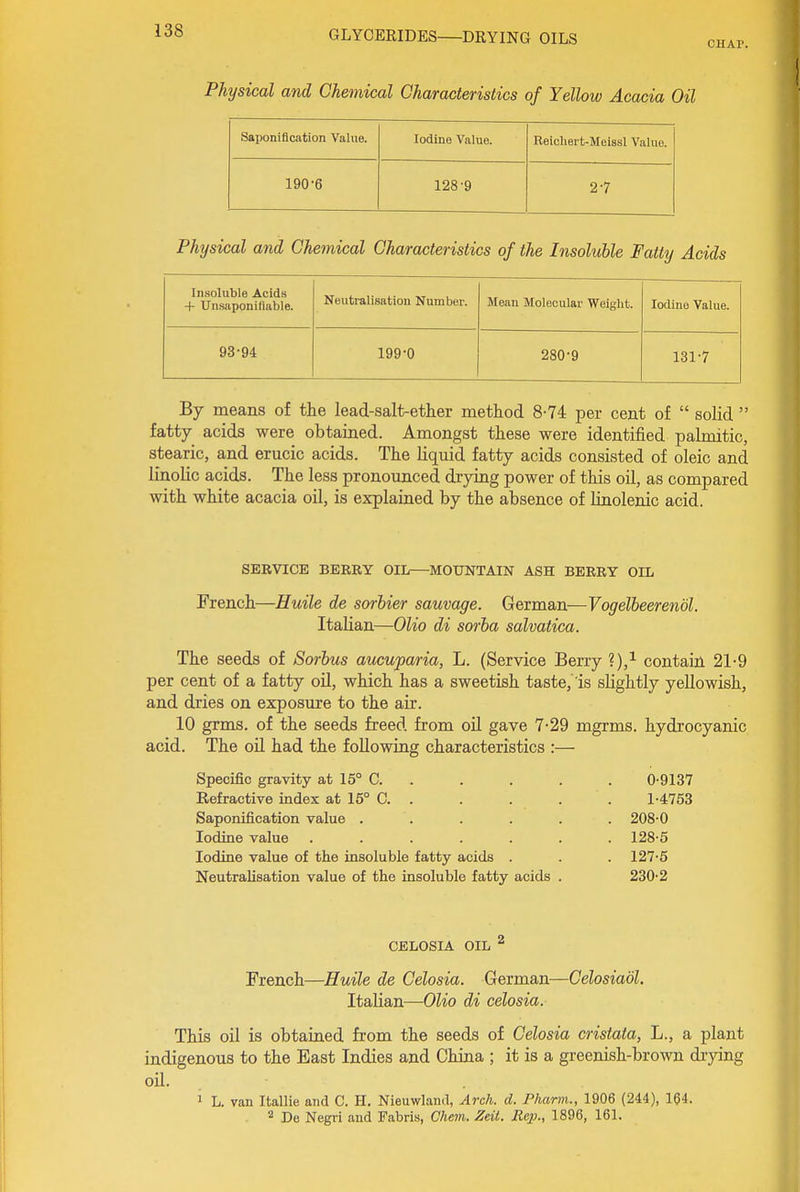 138
GLYCERIDES—DRYING OILS
CHAP.
Physical and Chemical Characteristics of Yellow Acacia Oil
Saponification Value. Iodine Value. Reichert-Meissl Value.
190·6 128·9 2·7
Physical and Chemical Characteristics of the Insoluble Fatty Acids
Insoluble Acids
+ Unsaponifiable. Neutralisation Number. Mean Molecular Weight. Iodine Value.
93·94 199·0 280·9 131·7
By means of the lead-salt-ether method 8·74 per cent of “ solid ”
fatty acids were obtained. Amongst these were identified palmitic,
stearic, and erucic acids. The liquid fatty acids consisted of oleic and
linolic acids. The less pronounced drying power of this oil, as compared
with white acacia oil, is explained by the absence of linolenic acid.
SERVICE BERRY OIL—MOUNTAIN ASH BERRY OIL
French—Huile de sorbier sauvage. German—Vogelbeerenöl.
Italian—Olio di sorba salvatica.
The seeds of Sorbus aucuparia, L. (Service Berry ?),1 contain 21·9
per cent of a fatty oil, which has a sweetish taste, is slightly yellowish,
and dries on exposure to the air.
10 grms. of the seeds freed from oil gave 7·29 mgrms. hydrocyanic
acid. The oil had the following characteristics :—
Specific gravity at 15° C. . . . . . 0·9137
Refractive index at 15° C. . . . . . 1·4753
Saponification value . . . . . . 208·0
Iodine value . . . . . . . 128·5
Iodine value of the insoluble fatty acids . . . 127·5
Neutralisation value of the insoluble fatty acids . 230·2
CELOSIA OIL 2
French—Huile de Celosia. German—Celosiaöl.
Italian—Olio di celosia.
This oil is obtained from the seeds of Celosia cristata, L., a plant
indigenous to the East Indies and China ; it is a greenish-brown drying
oil.
1 L. van Itallie and C. H. Nieuwland, Arch. d. Pharm., 1906 (244), 164.
2 De Negri and Fabris, Chem. Zeit. Rep., 1896, 161.